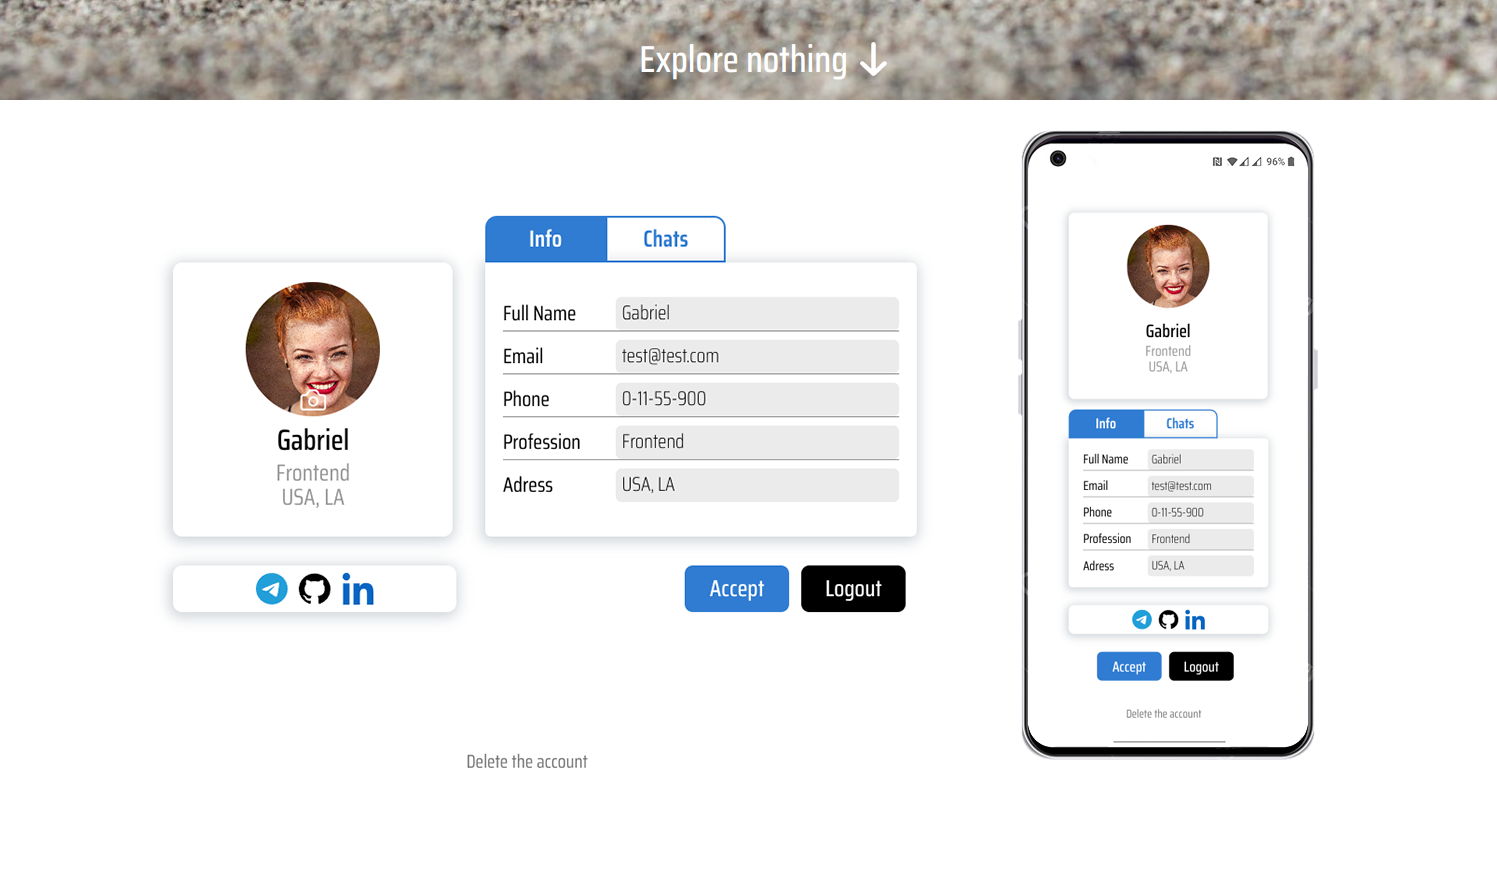 Explore nothing ↓
Info
Chats
Gabriel
Frontend
USA, LA
Full Name Gabriel
Email test@test.com
Phone 0-11-55-900
Profession Frontend
Adress USA, LA
in
Accept
Logout
Delete the account
96%
Gabriel
Frontend
USA, LA
Info
Chats
Full Name Gabriel
Email test@test.com
Phone 0-11-55-900
Profession Frontend
Adress USA, LA
in
Accept
Logout
Delete the account